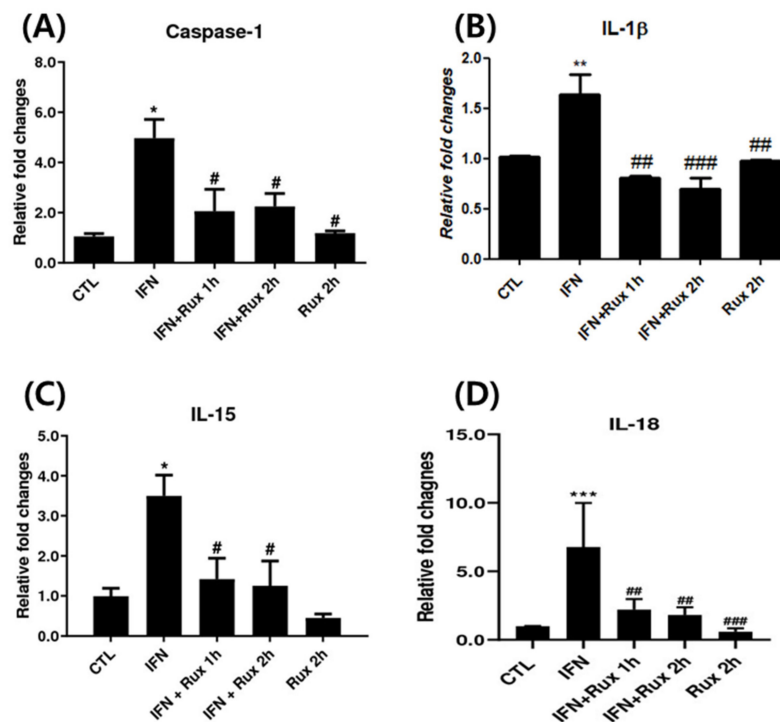 (A)
Caspase-1
Relative fold changes
8.0
6.0
4.0
2.0
0.0
*
#
#
#
CTL
IFN
IFN+Rux 1h
IFN+Rux 2h
Rux 2h
(B)
IL-1β
Relative fold changes
2.0
1.5
1.0
0.5
0.0
**
##
###
##
CTL
IFN
IFN+Rux 1h
IFN+Rux 2h
Rux 2h
(C)
IL-15
Relative fold changes
5.0
4.0
3.0
2.0
1.0
0.0
*
#
#
CTL
IFN
IFN + Rux 1h
IFN + Rux 2h
Rux 2h
(D)
IL-18
Relative fold chagnes
15.0
10.0
5.0
0.0
***
##
##
###
CTL
IFN
IFN+Rux 1h
IFN+Rux 2h
Rux 2h